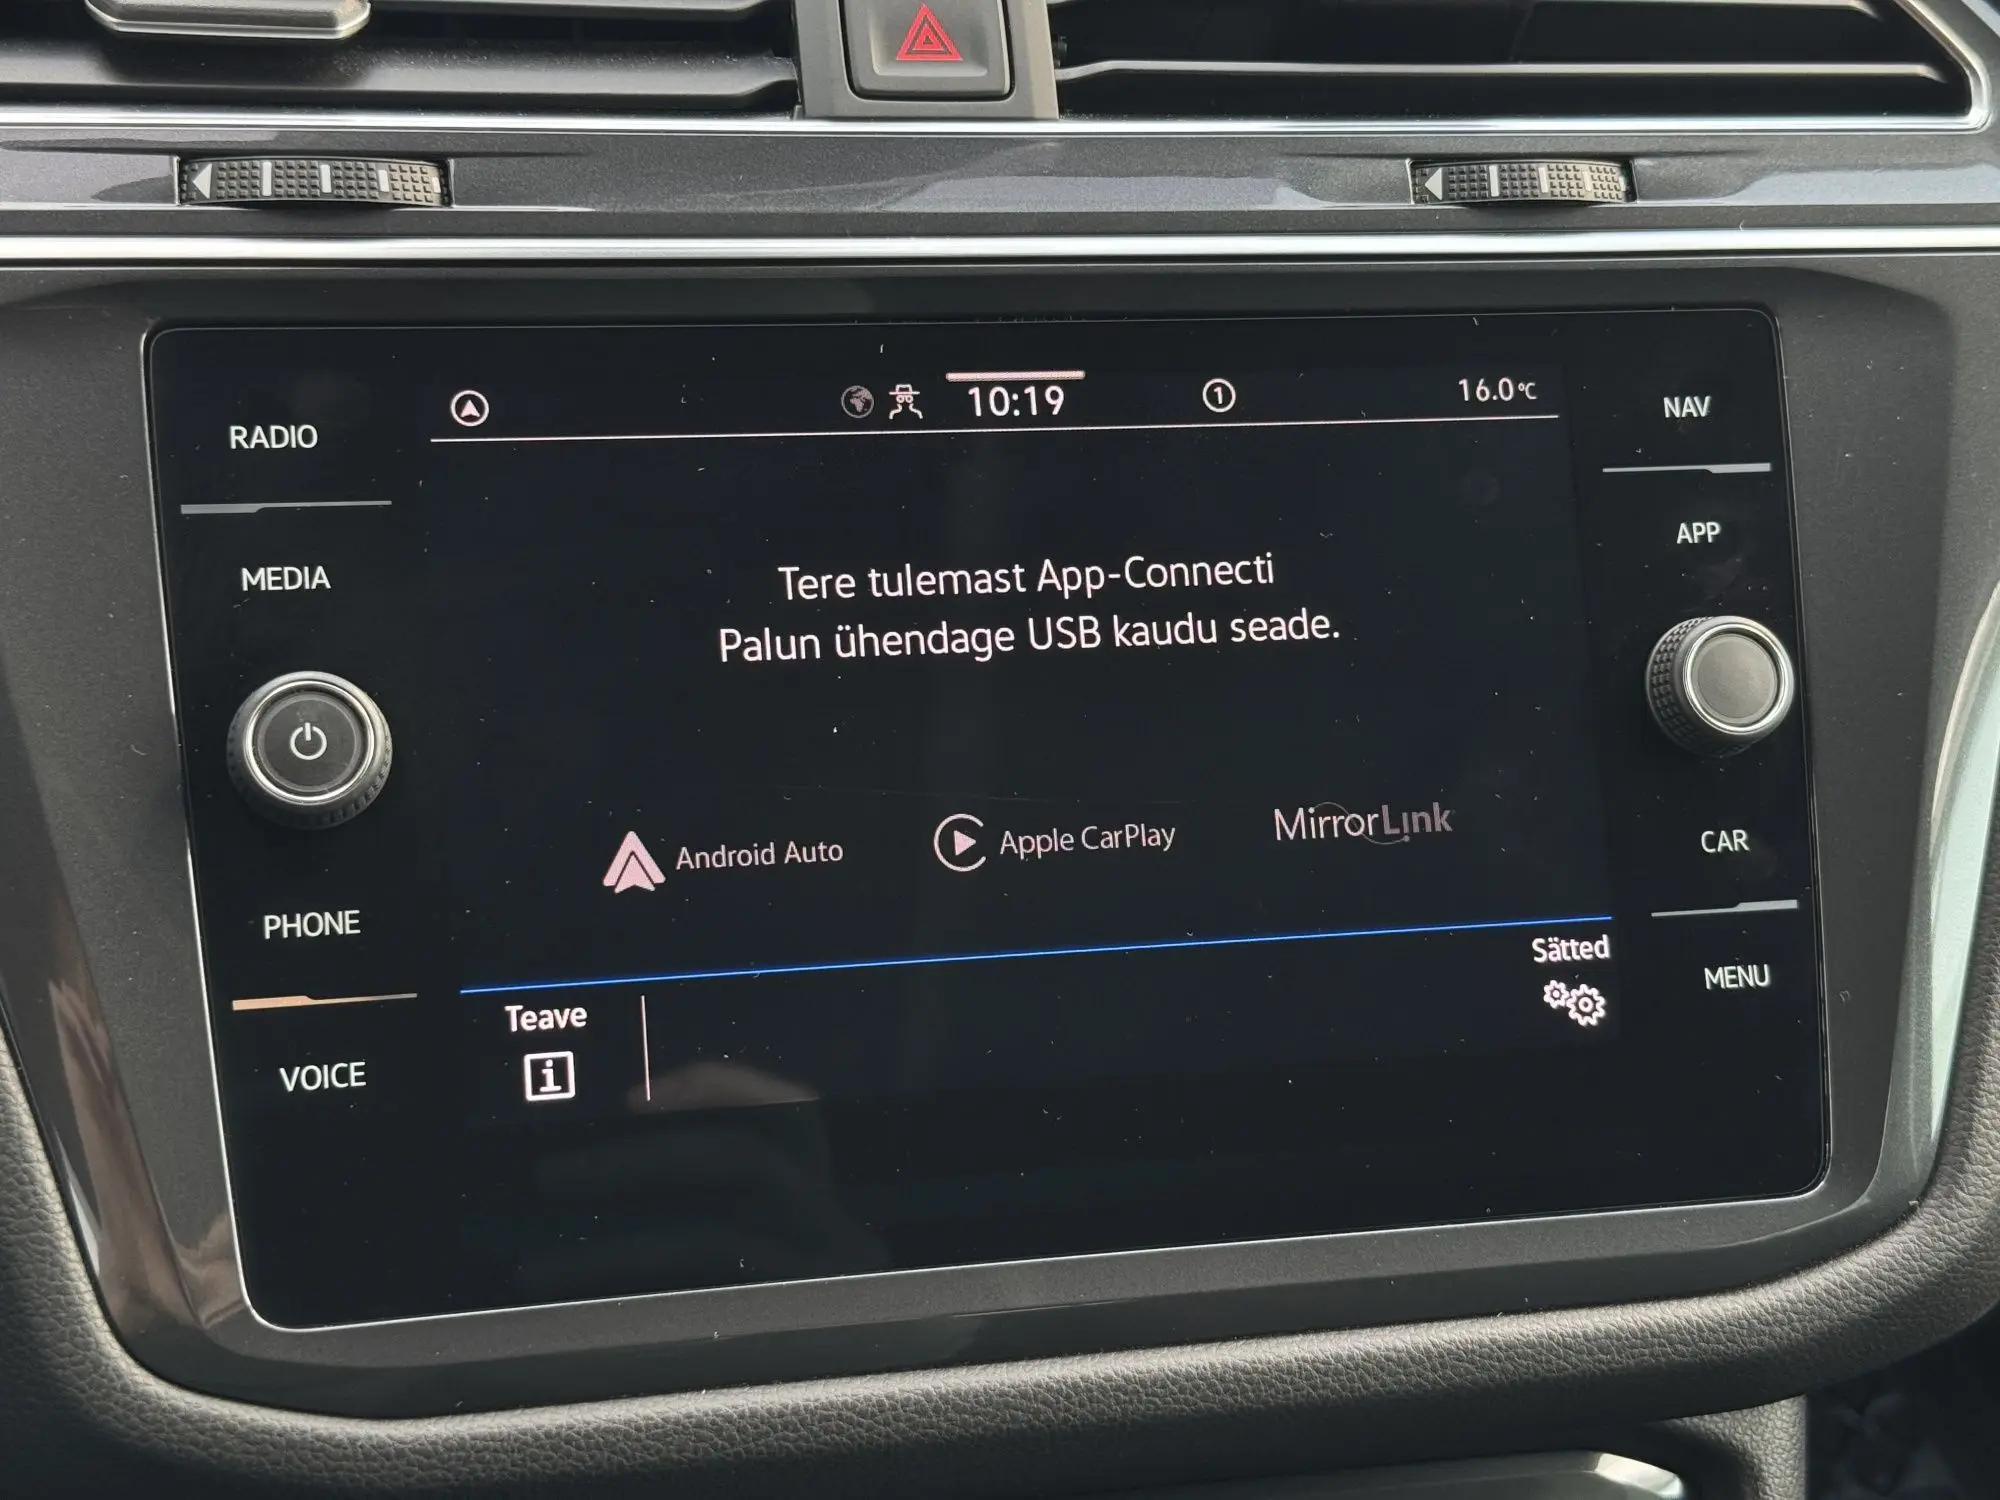 10:19
1
16.0°C
RADIO
MEDIA
PHONE
VOICE
Tere tulemast App-Connecti
Palun ühendage USB kaudu seade.
Android Auto
Apple CarPlay
MirrorLink
Teave
i
Sätted
NAV
APP
CAR
MENU